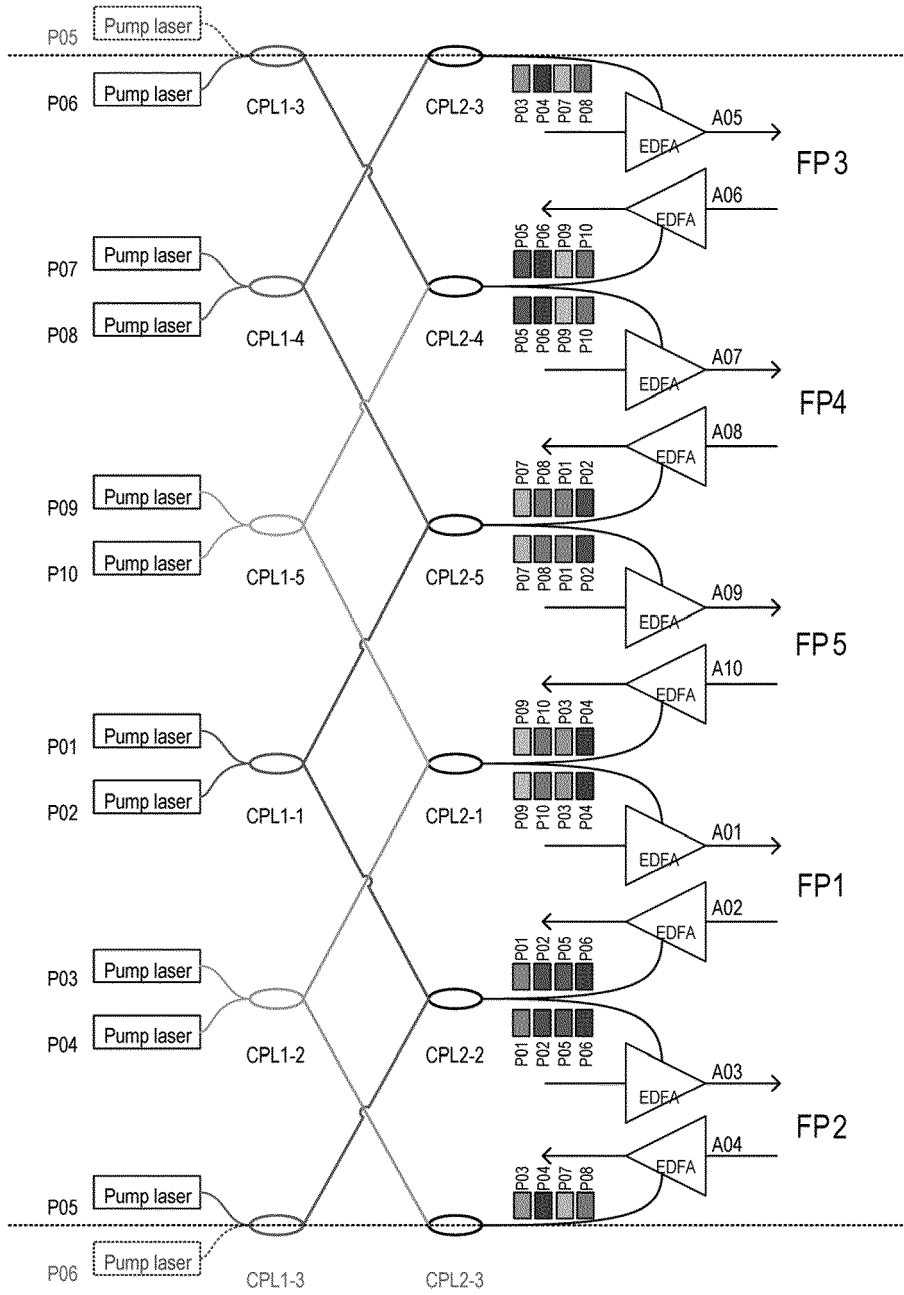 P05 Pump laser
P06 Pump laser
CPL1-3 CPL2-3
P03 P04 P07 P08
EDFA A05
FP3
EDFA A06
P05 P06 P09 P10
P07 Pump laser
P08 Pump laser
CPL1-4 CPL2-4
P05 P06 P09 P10
EDFA A07
FP4
EDFA A08
P07 P08 P01 P02
P09 Pump laser
P10 Pump laser
CPL1-5 CPL2-5
P07 P08 P01 P02
EDFA A09
FP5
EDFA A10
P09 P10 P03 P04
P01 Pump laser
P02 Pump laser
CPL1-1 CPL2-1
P09 P10 P03 P04
EDFA A01
FP1
EDFA A02
P01 P02 P05 P06
P03 Pump laser
P04 Pump laser
CPL1-2 CPL2-2
P01 P02 P05 P06
EDFA A03
FP2
EDFA A04
P03 P04 P07 P08
P05 Pump laser
P06 Pump laser
CPL1-3 CPL2-3